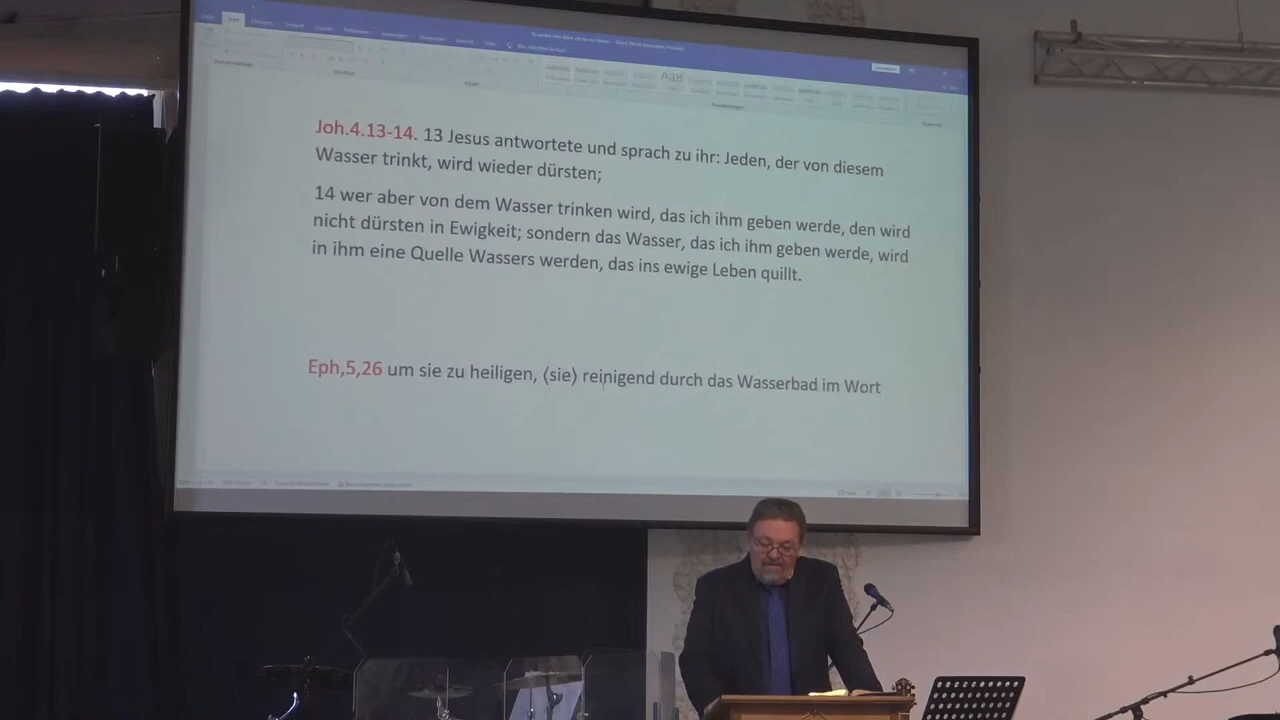 Joh.4.13-14. 13 Jesus antwortete und sprach zu ihr: Jeden, der von diesem
Wasser trinkt, wird wieder dürsten;
14 wer aber von dem Wasser trinken wird, das ich ihm geben werde, den wird
nicht dürsten in Ewigkeit; sondern das Wasser, das ich ihm geben werde, wird
in ihm eine Quelle Wassers werden, das ins ewige Leben quillt.
Eph,5,26 um sie zu heiligen, ⟨sie⟩ reinigend durch das Wasserbad im Wort